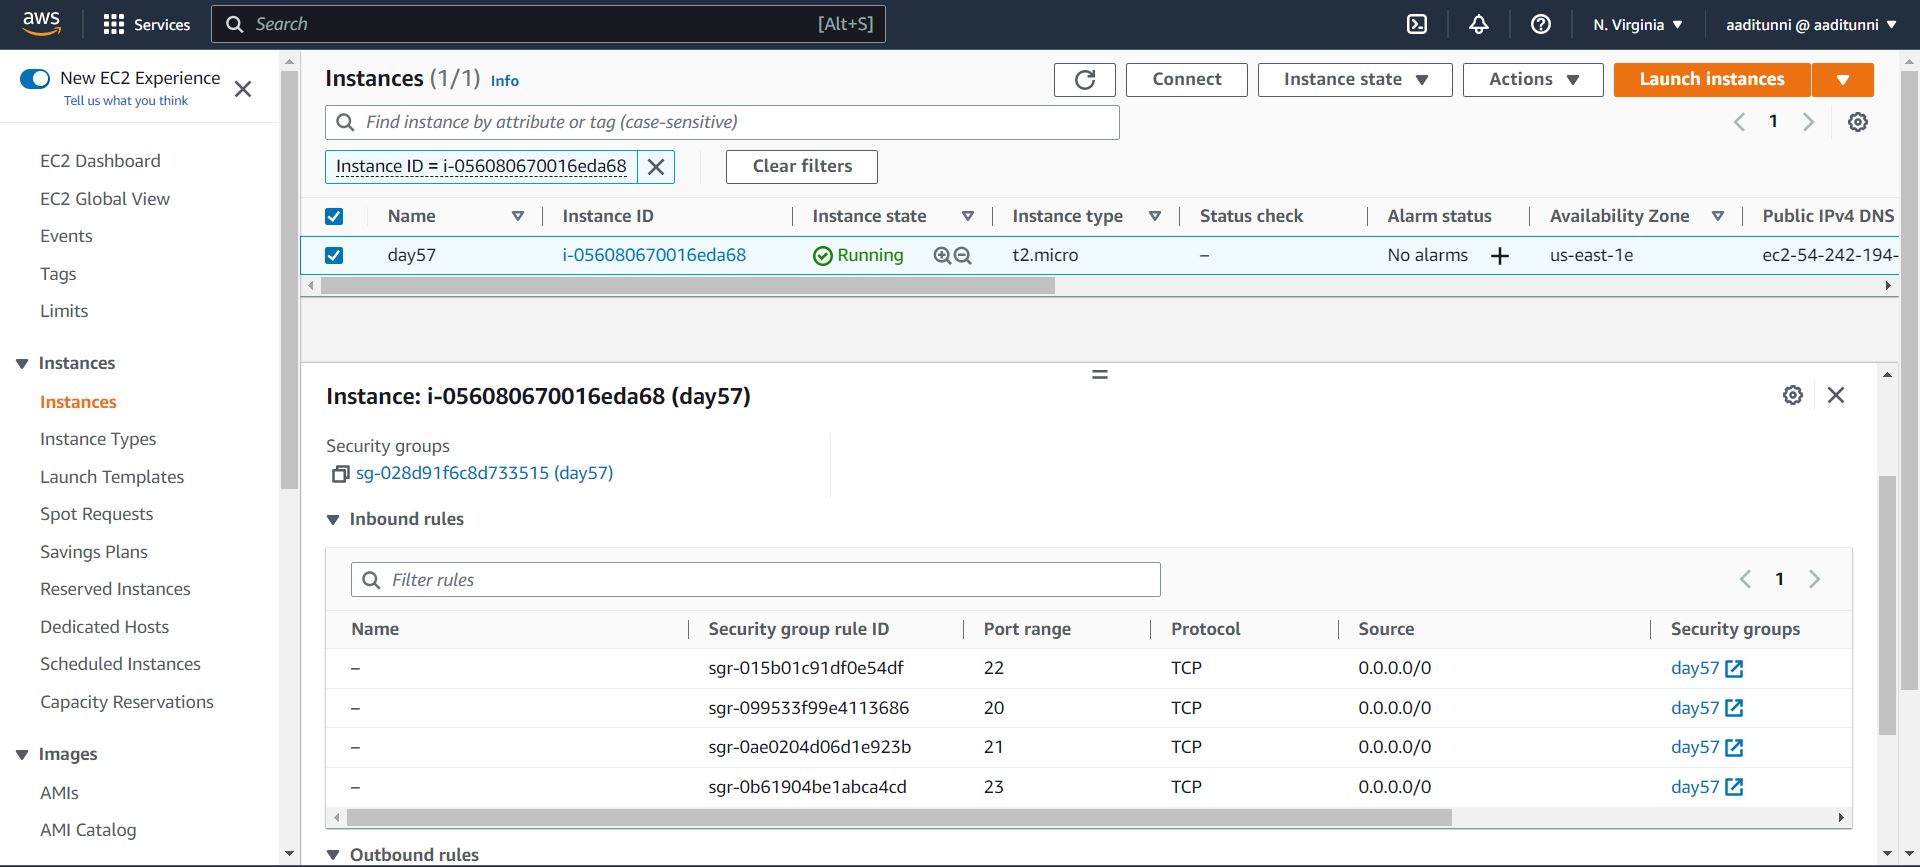 aws Services Search [Alt+S] N. Virginia aaditunni @ aaditunni
New EC2 Experience
Tell us what you think
EC2 Dashboard
EC2 Global View
Events
Tags
Limits
Instances
Instances
Instance Types
Launch Templates
Spot Requests
Savings Plans
Reserved Instances
Dedicated Hosts
Scheduled Instances
Capacity Reservations
Images
AMIs
AMI Catalog
Instances (1/1) Info Connect Instance state Actions Launch instances
Find instance by attribute or tag (case-sensitive) 1
Instance ID = i-056080670016eda68 Clear filters
Name Instance ID Instance state Instance type Status check Alarm status Availability Zone Public IPv4 DNS
day57 i-056080670016eda68 Running t2.micro – No alarms + us-east-1e ec2-54-242-194-
Instance: i-056080670016eda68 (day57)
Security groups
sg-028d91f6c8d733515 (day57)
Inbound rules
Filter rules 1
Name Security group rule ID Port range Protocol Source Security groups
– sgr-015b01c91df0e54df 22 TCP 0.0.0.0/0 day57
– sgr-099533f99e4113686 20 TCP 0.0.0.0/0 day57
– sgr-0ae0204d06d1e923b 21 TCP 0.0.0.0/0 day57
– sgr-0b61904be1abca4cd 23 TCP 0.0.0.0/0 day57
Outbound rules